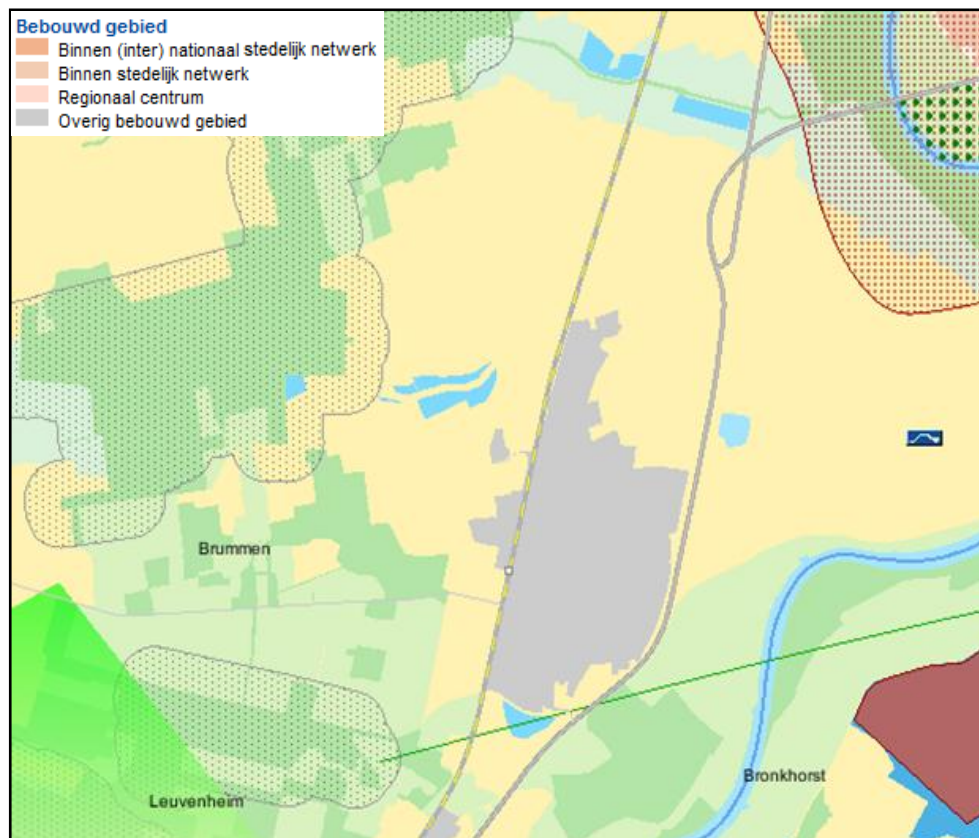 Bebouwd gebied
Binnen (inter) nationaal stedelijk netwerk
Binnen stedelijk netwerk
Regionaal centrum
Overig bebouwd gebied
Brummen
Bronkhorst
Leuvenheim